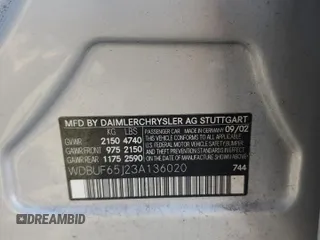 MFD. BY DAIMLERCHRYSLER AG STUTTGART
KG LBS
PASSENGER CAR MADE IN GERMANY 09/02
GVWR 2150 4740
GAWR FRONT 975 2150
GAWR REAR 1175 2590
THIS VEHICLE CONFORMS TO ALL APPLICABLE
U.S. FEDERAL MOTOR VEHICLE SAFETY,
BUMPER, AND THEFT PREVENTION
STANDARDS IN EFFECT ON THE DATE OF
MANUFACTURE SHOWN ABOVE
WDBUF65J23A136020 744
DREAMBID